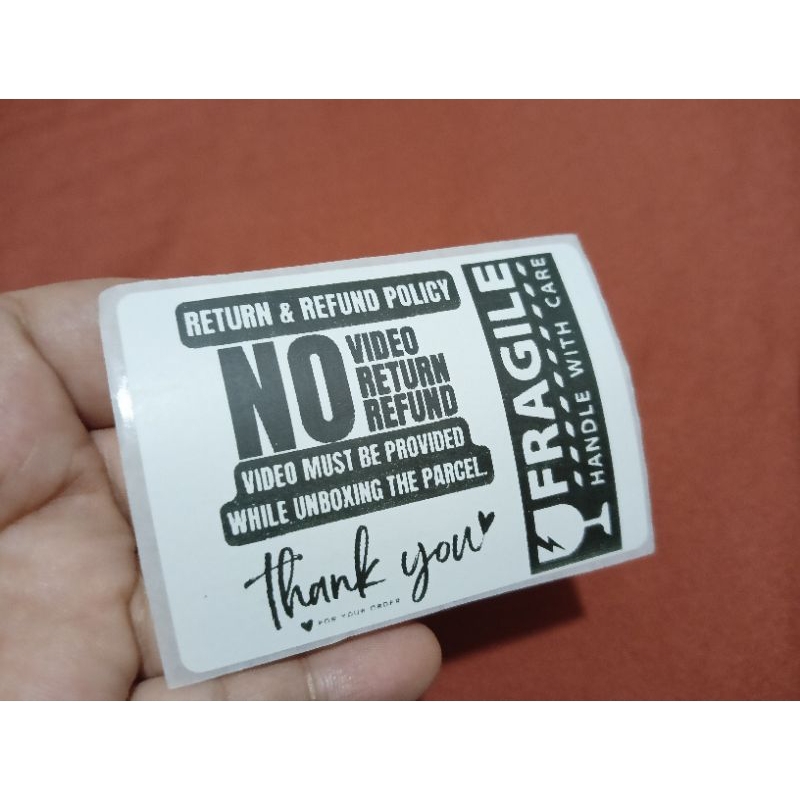 RETURN & REFUND POLICY
NO
VIDEO
RETURN
REFUND
VIDEO MUST BE PROVIDED
WHILE UNBOXING THE PARCEL.
thank you
FOR YOUR ORDER
FRAGILE
HANDLE WITH CARE